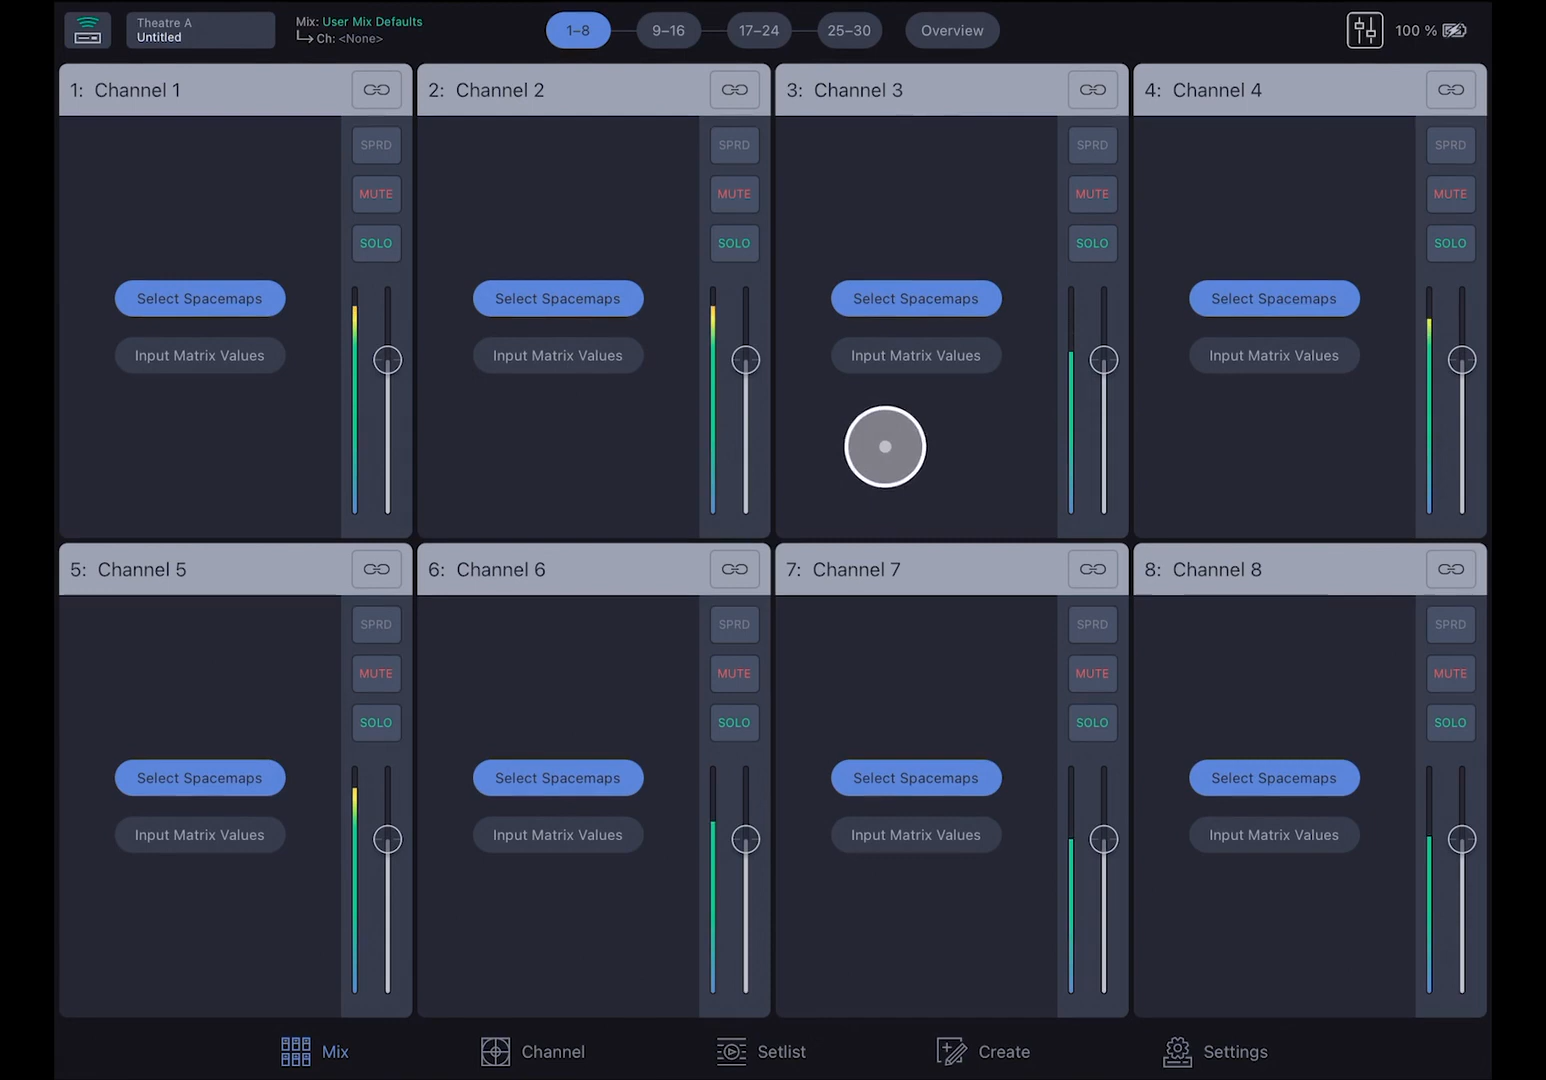 Theatre A
Untitled
Mix: User Mix Defaults
Ch: <None>
1–8
9–16
17–24
25–30
Overview
100 %
1: Channel 1
2: Channel 2
3: Channel 3
4: Channel 4
SPRD
SPRD
SPRD
SPRD
MUTE
MUTE
MUTE
MUTE
SOLO
SOLO
SOLO
SOLO
Select Spacemaps
Select Spacemaps
Select Spacemaps
Select Spacemaps
Input Matrix Values
Input Matrix Values
Input Matrix Values
Input Matrix Values
5: Channel 5
6: Channel 6
7: Channel 7
8: Channel 8
SPRD
SPRD
SPRD
SPRD
MUTE
MUTE
MUTE
MUTE
SOLO
SOLO
SOLO
SOLO
Select Spacemaps
Select Spacemaps
Select Spacemaps
Select Spacemaps
Input Matrix Values
Input Matrix Values
Input Matrix Values
Input Matrix Values
Mix
Channel
Setlist
Create
Settings